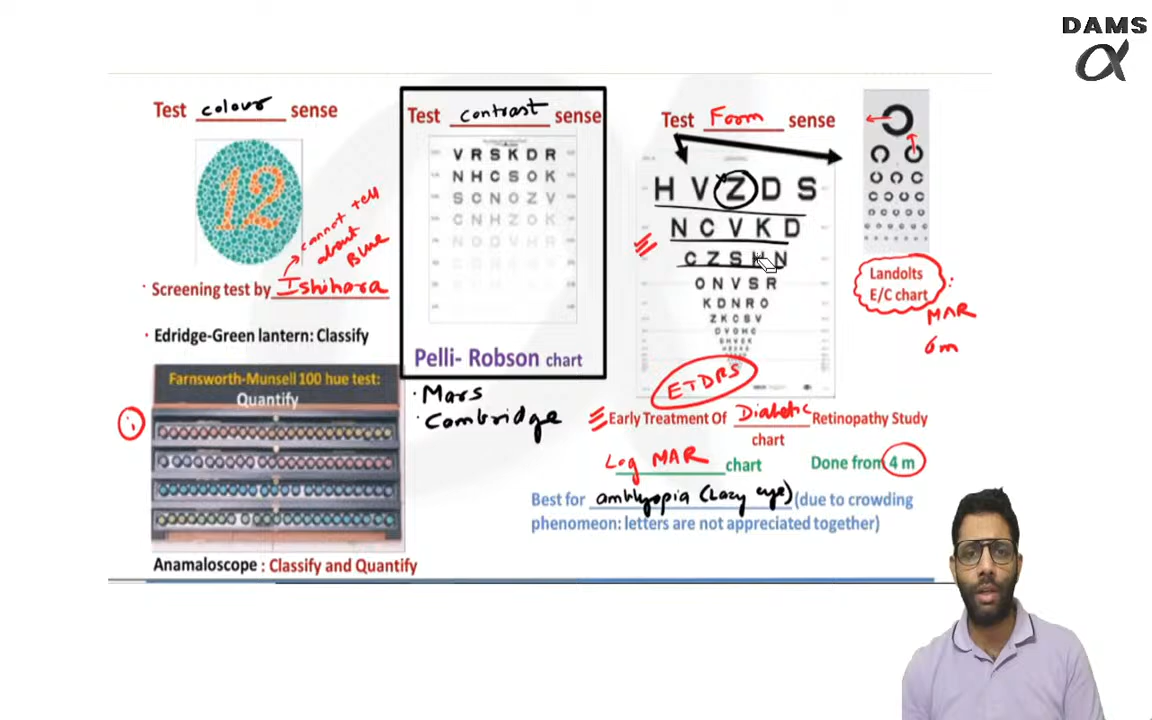 DAMS
α
Test colour sense
12
cannot tell
about
Blue
Screening test by Ishihara
Edridge-Green lantern: Classify
Farnsworth-Munsell 100 hue test:
Quantify
i
Anamaloscope : Classify and Quantify
Test contrast sense
V R S K D R
N H C S O K
S C N O Z V
C N H Z O K
N O D V H R
Pelli- Robson chart
Mars
Cambridge
Test Form sense
H V Z D S
N C V K D
C Z S K N
O N V S R
K D N R O
Z K C S V
D V O H C
ETDRS
Early Treatment Of Diabetic Retinopathy Study
chart
Log MAR chart
Done from 4 m
Best for amblyopia (Lazy eye) (due to crowding
phenomeon: letters are not appreciated together)
Landolts
E/C chart :
MAR
6m